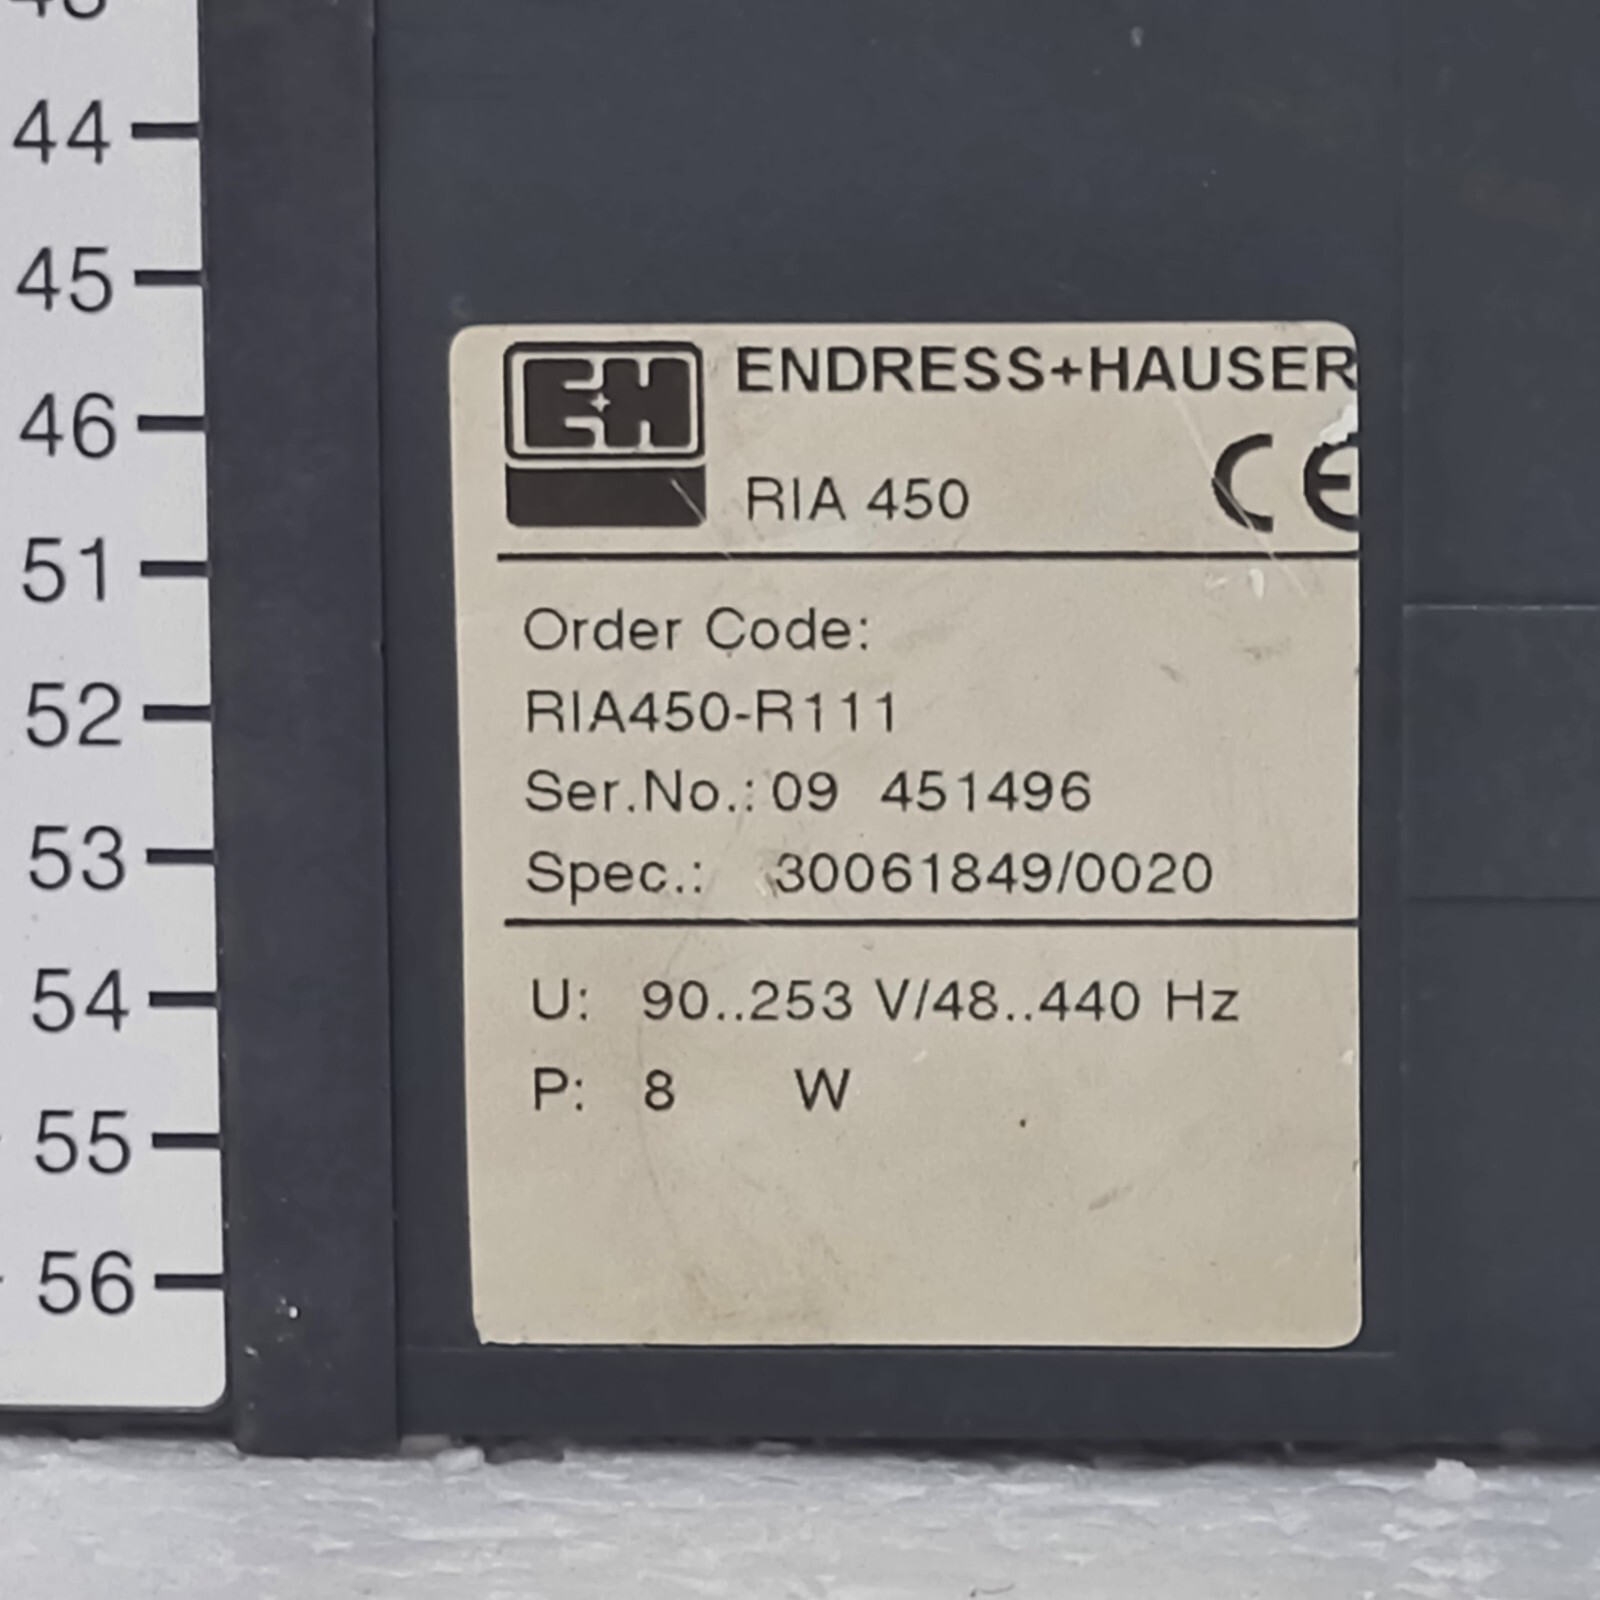 44
45
46
51
52
53
54
55
56
E+H
ENDRESS+HAUSER
RIA 450
CE
Order Code:
RIA450-R111
Ser.No.: 09 451496
Spec.: 30061849/0020
U: 90..253 V/48..440 Hz
P: 8 W